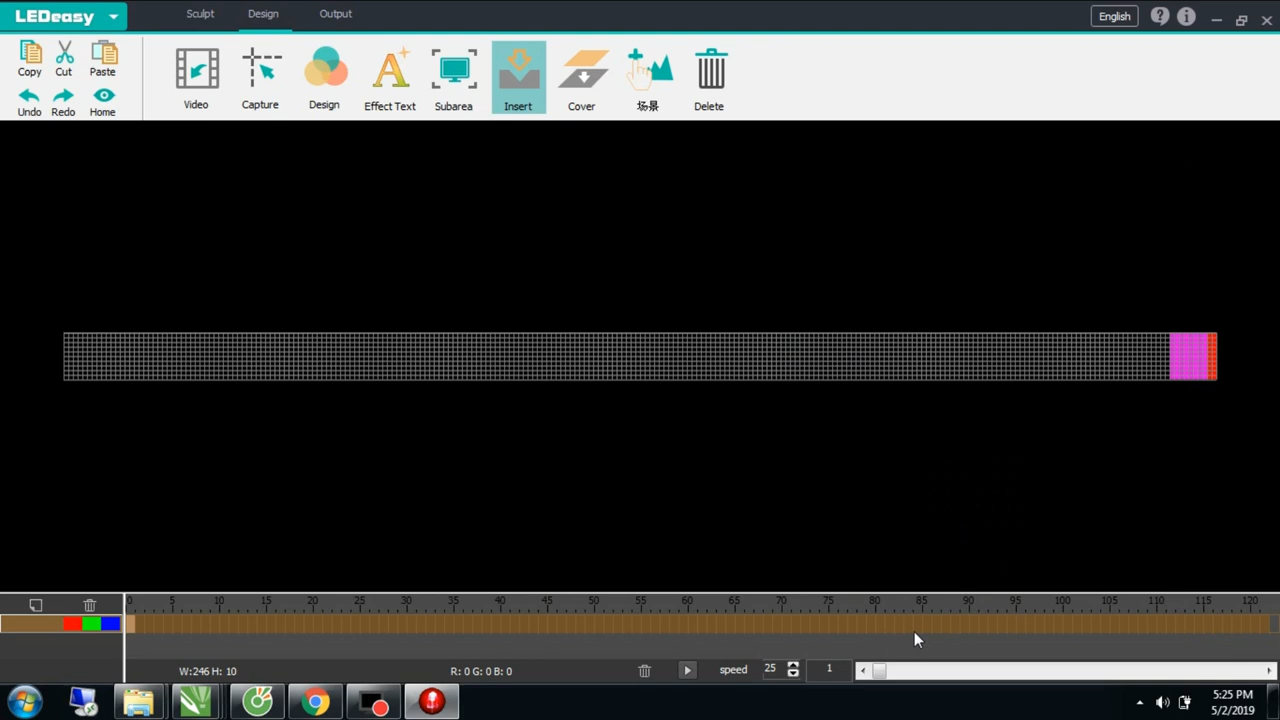 LEDeasy Sculpt Design Output English
Copy Cut Paste
Undo Redo Home
Video Capture Design Effect Text Subarea Insert Cover 场景 Delete
0 5 10 15 20 25 30 35 40 45 50 55 60 65 70 75 80 85 90 95 100 105 110 115 120
W:246 H: 10 R: 0 G: 0 B: 0 speed 25 1
5:25 PM
5/2/2019